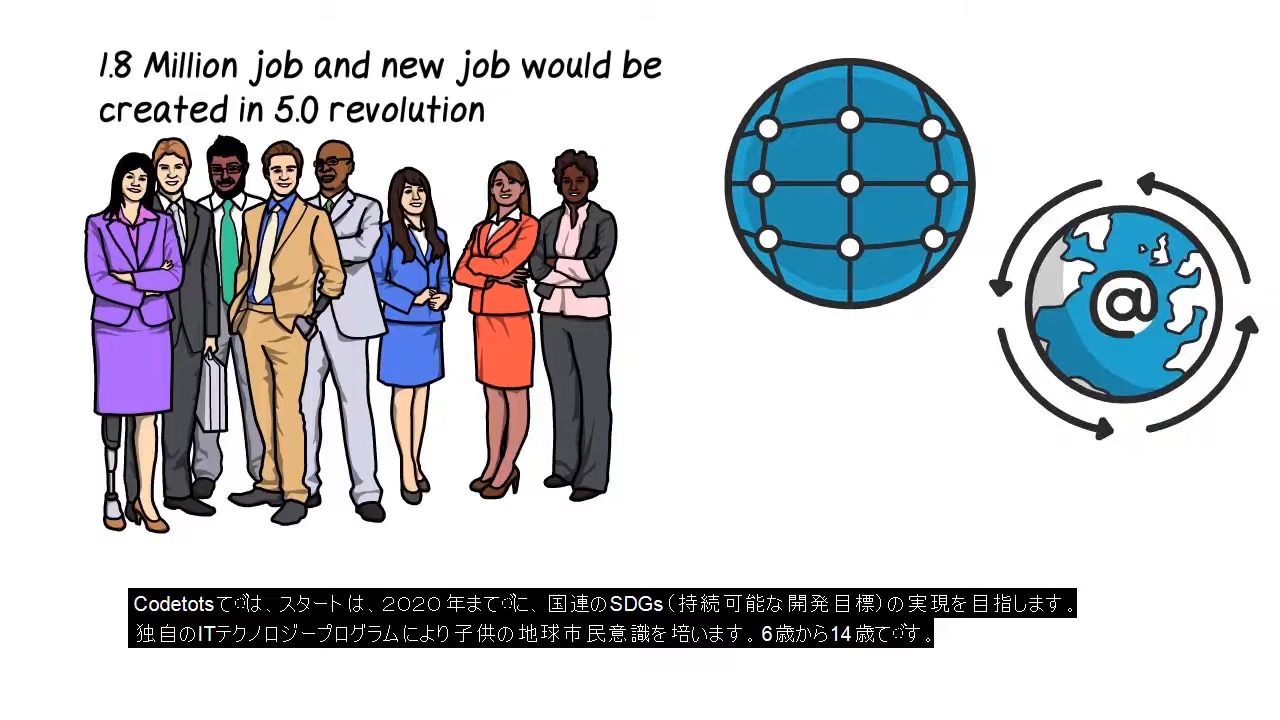 1.8 Million job and new job would be
created in 5.0 revolution
@
Codetotsでは、スタートは、２０２０年までに、国連のSDGs（持続可能な開発目標）の実現を目指します。
独自のITテクノロジープログラムにより子供の地球市民意識を培います。6歳から14歳です。